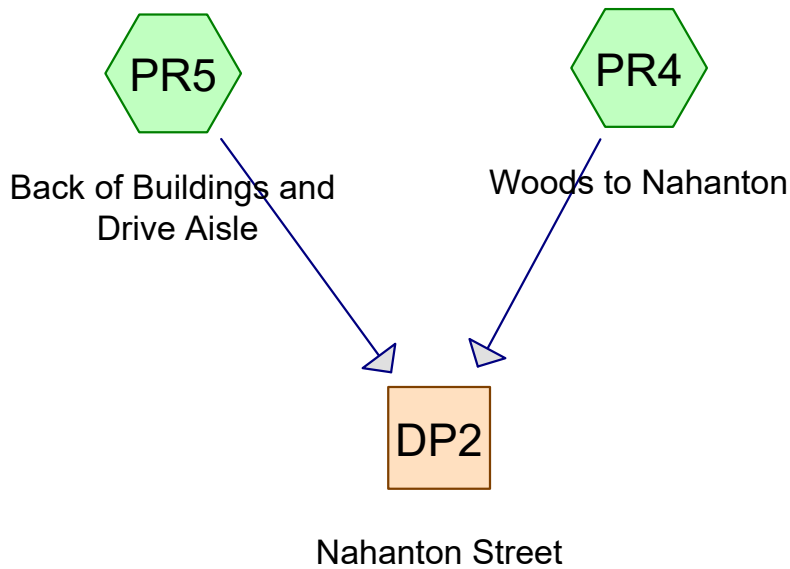 PR5
PR4
Back of Buildings and
Drive Aisle
Woods to Nahanton
DP2
Nahanton Street